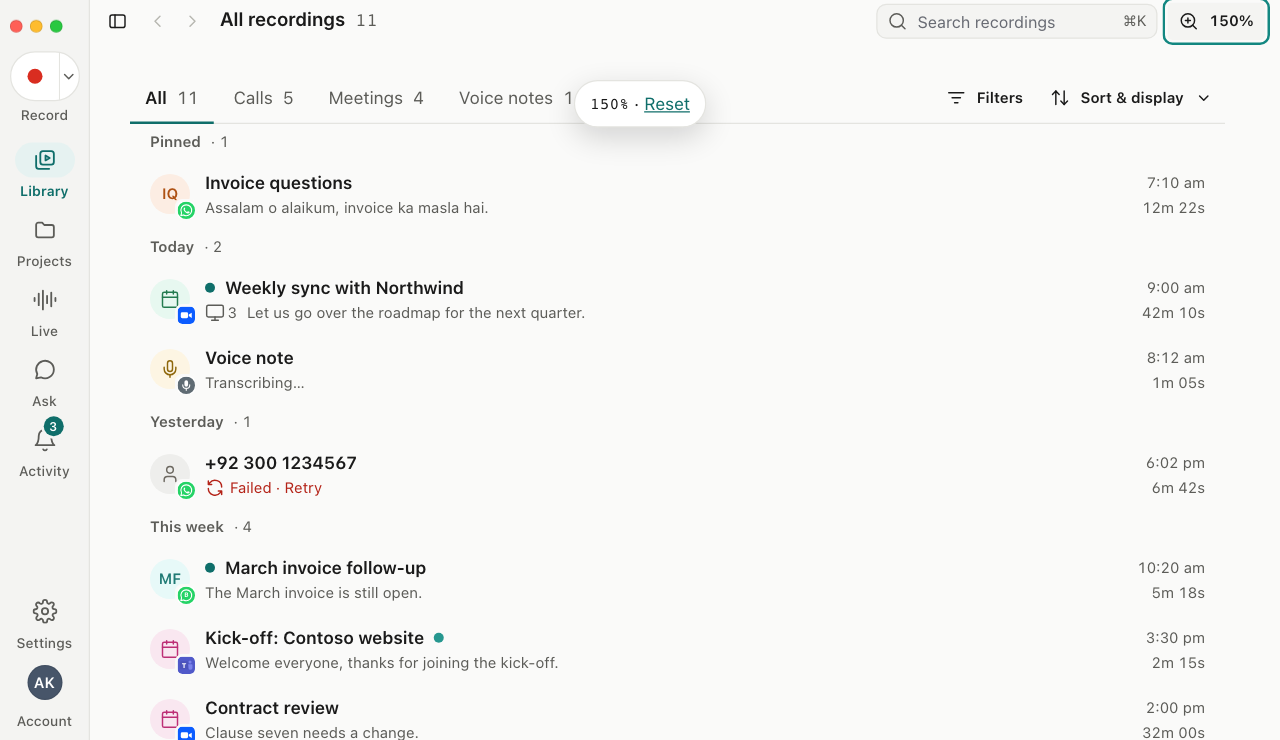 All recordings 11
Search recordings ⌘K
150%
Record
Library
Projects
Live
Ask
3
Activity
Settings
AK
Account
All 11
Calls 5
Meetings 4
Voice notes 1
150% · Reset
Filters
Sort & display
Pinned · 1
IQ
Invoice questions 7:10 am
Assalam o alaikum, invoice ka masla hai. 12m 22s
Today · 2
Weekly sync with Northwind 9:00 am
3 Let us go over the roadmap for the next quarter. 42m 10s
Voice note 8:12 am
Transcribing… 1m 05s
Yesterday · 1
+92 300 1234567 6:02 pm
Failed · Retry 6m 42s
This week · 4
MF
March invoice follow-up 10:20 am
The March invoice is still open. 5m 18s
Kick-off: Contoso website 3:30 pm
Welcome everyone, thanks for joining the kick-off. 2m 15s
Contract review 2:00 pm
Clause seven needs a change. 32m 00s